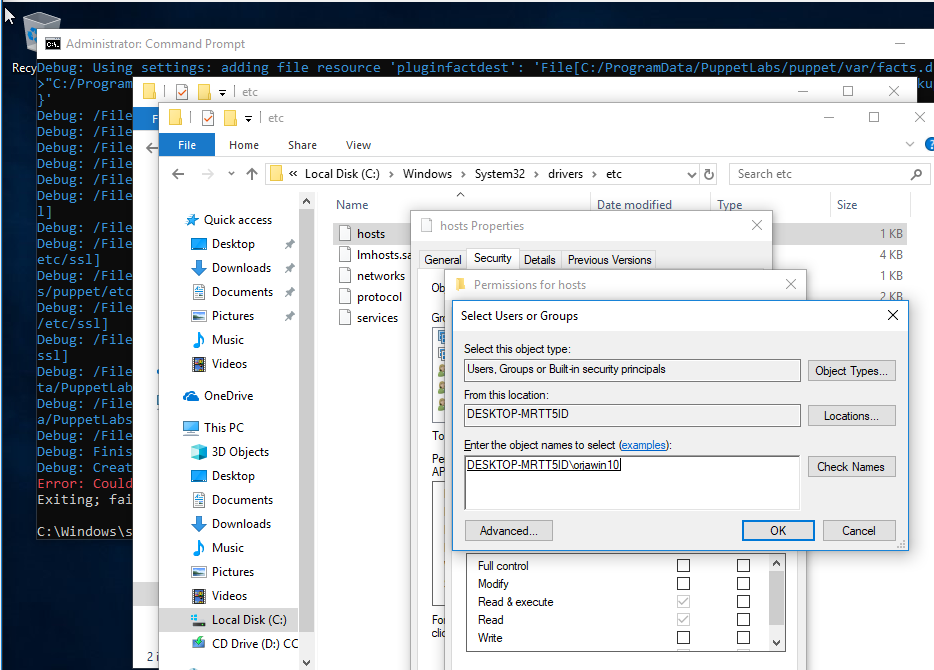 Recy
Administrator: Command Prompt
Debug: Using settings: adding file resource 'pluginfactdest': 'File[C:/ProgramData/PuppetLabs/puppet/var/facts.d
>"C:/Program
ku
}'
Debug: /File
Debug: /File
Debug: /File
Debug: /File
Debug: /File
Debug: /File
l]
Debug: /File
Debug: /File
etc/ssl]
Debug: /File
s/puppet/etc
Debug: /File
/etc/ssl]
Debug: /File
ssl]
Debug: /File
ta/PuppetLab
Debug: /File
a/PuppetLabs
Debug: /File
Debug: Finis
Debug: Creat
Error: Could
Exiting; fai
C:\Windows\s
etc
F
2 i
etc
File Home Share View
« Local Disk (C:) > Windows > System32 > drivers > etc
Search etc
Name Date modified Type Size
Quick access
Desktop
Downloads
Documents
Pictures
Music
Videos
OneDrive
This PC
3D Objects
Desktop
Documents
Downloads
Music
Pictures
Videos
Local Disk (C:)
CD Drive (D:) CC
hosts 1 KB
lmhosts.sa 4 KB
networks 1 KB
protocol 2 KB
services
hosts Properties
General Security Details Previous Versions
Ob
Gro
To
Pe
AP
For
clic
Permissions for hosts
Select Users or Groups
Select this object type:
Users, Groups or Built-in security principals
Object Types...
From this location:
DESKTOP-MRTT5ID
Locations...
Enter the object names to select (examples):
DESKTOP-MRTT5ID\orjawin10
Check Names
Advanced...
OK
Cancel
Full control
Modify
Read & execute
Read
Write